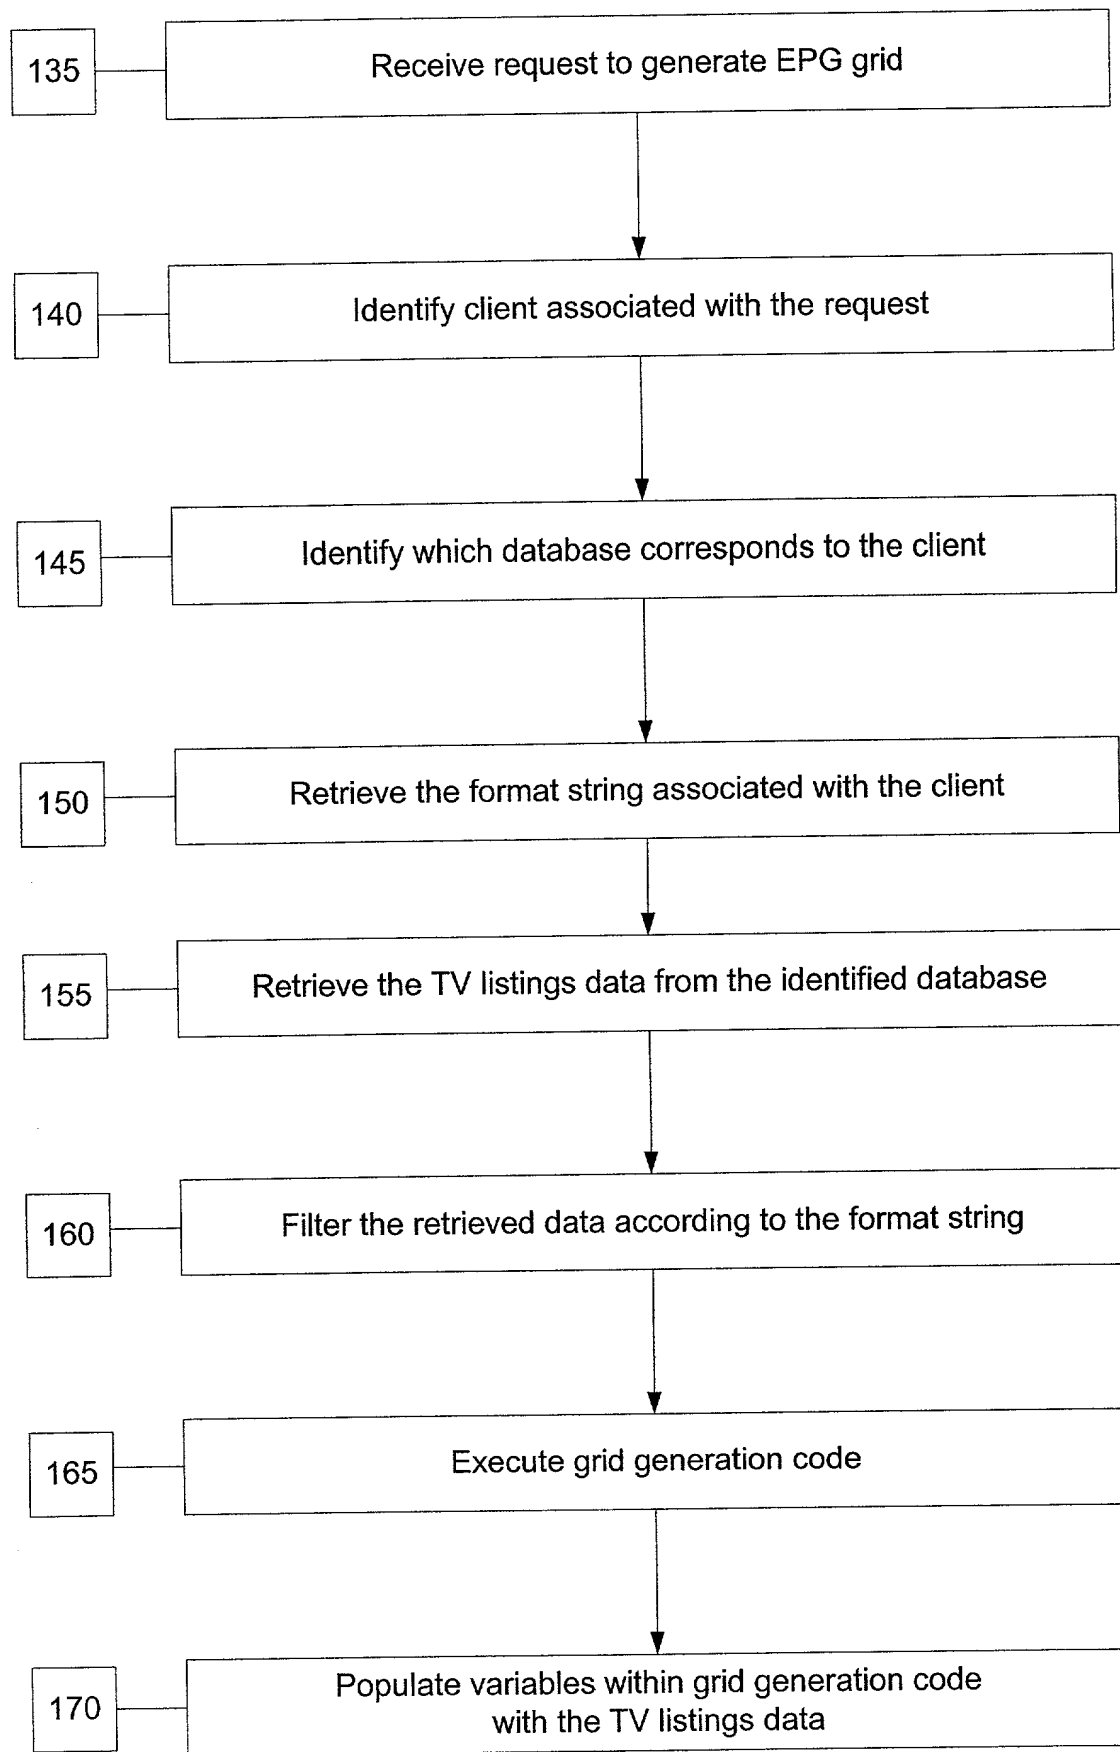 135
Receive request to generate EPG grid
140
Identify client associated with the request
145
Identify which database corresponds to the client
150
Retrieve the format string associated with the client
155
Retrieve the TV listings data from the identified database
160
Filter the retrieved data according to the format string
165
Execute grid generation code
170
Populate variables within grid generation code
with the TV listings data